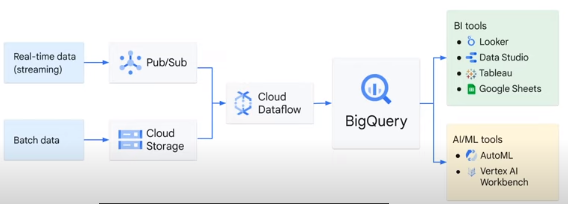 Real-time data
(streaming)
Pub/Sub
Batch data
Cloud
Storage
Cloud
Dataflow
BigQuery
BI tools
Looker
Data Studio
Tableau
Google Sheets
AI/ML tools
AutoML
Vertex AI
Workbench